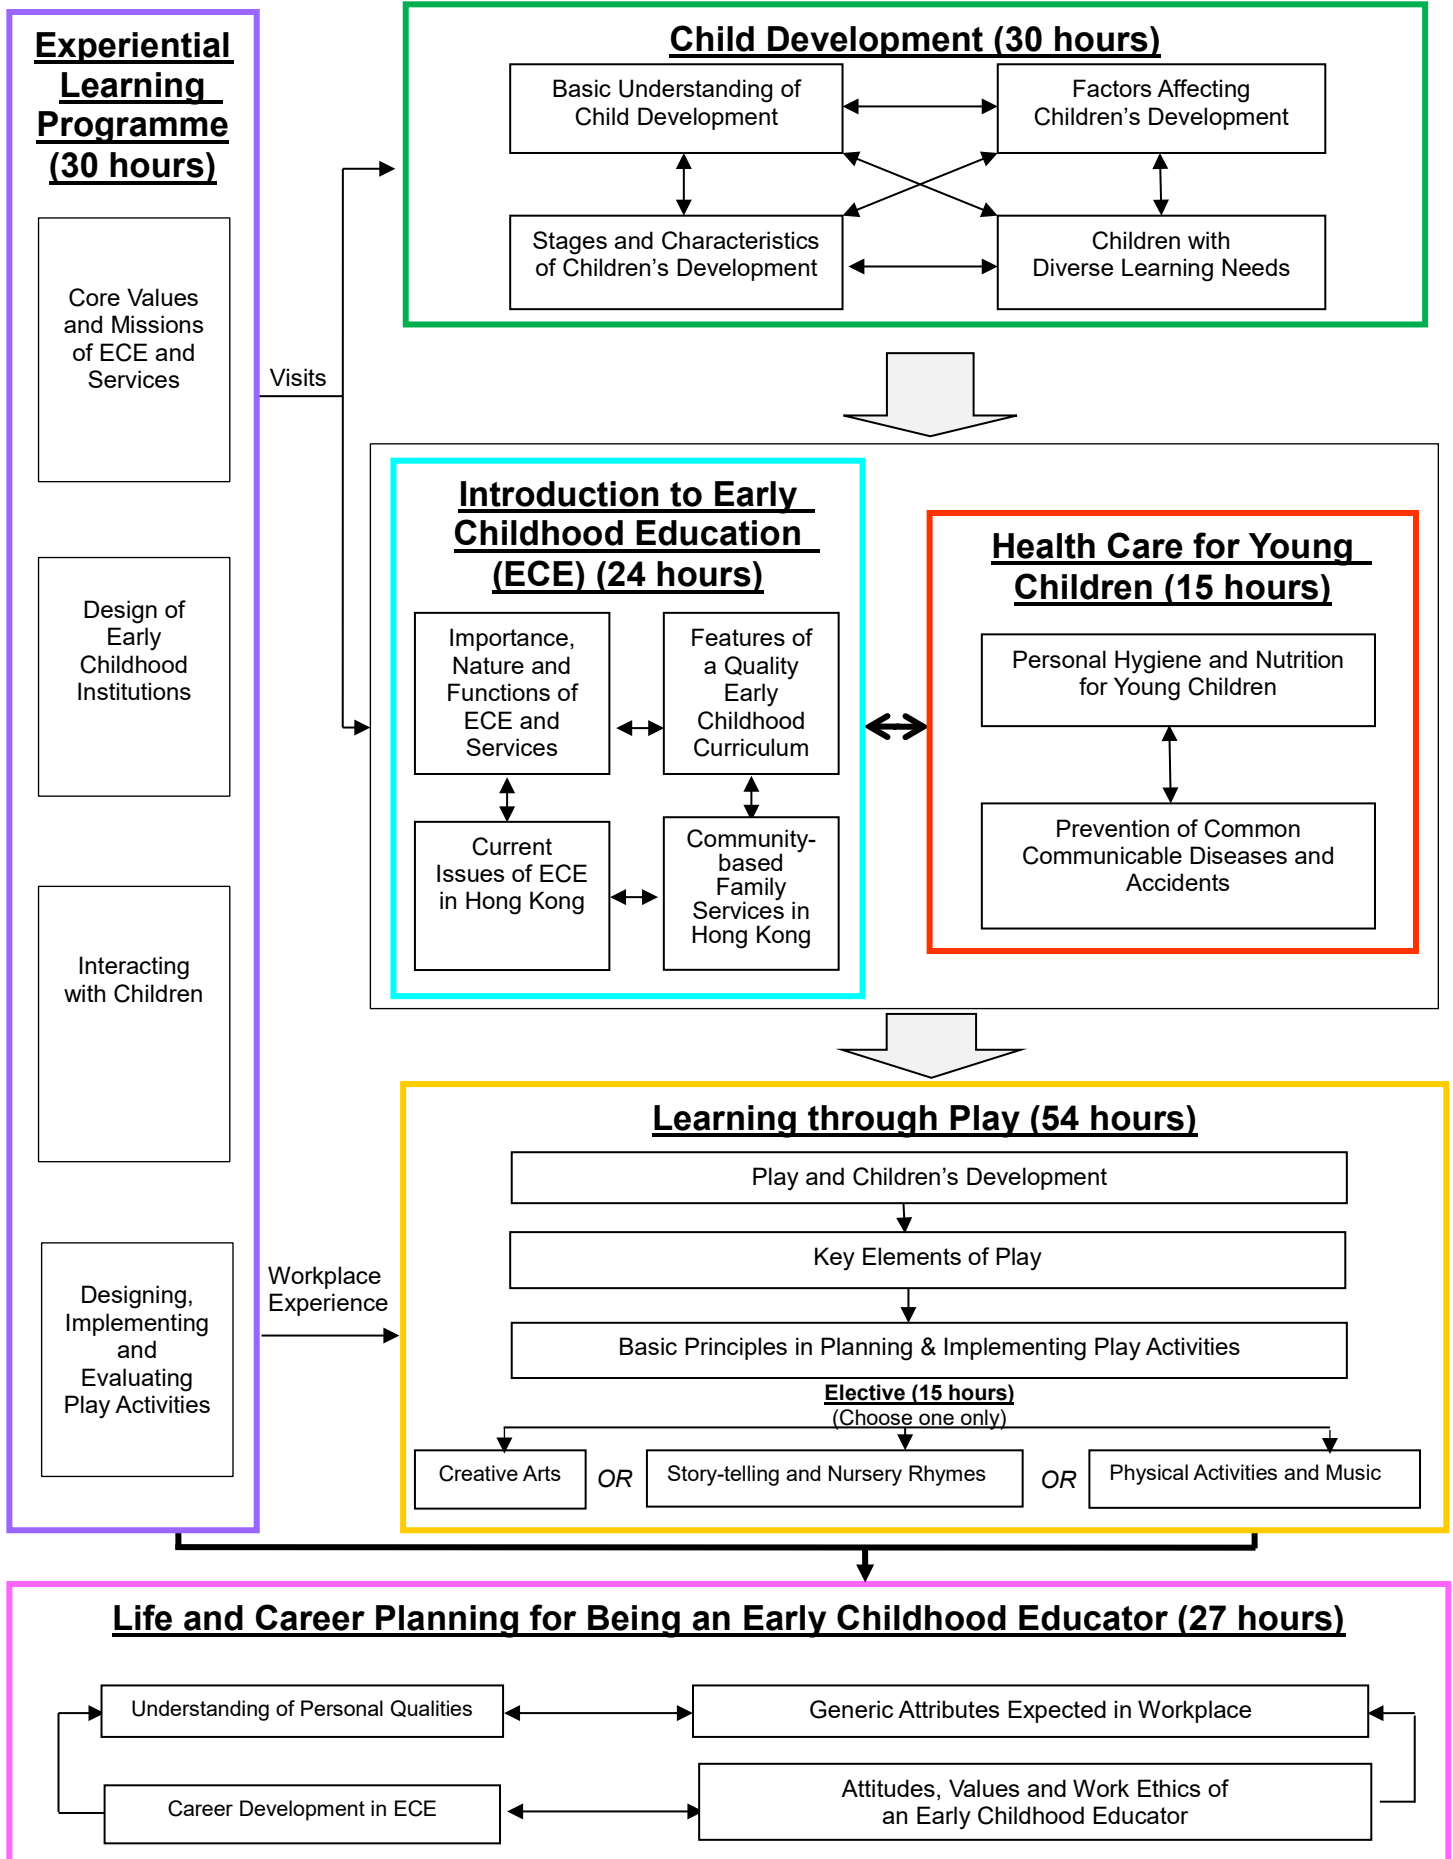 Experiential
Learning
Programme
(30 hours)
Core Values
and Missions
of ECE and
Services
Design of
Early
Childhood
Institutions
Interacting
with Children
Designing,
Implementing
and
Evaluating
Play Activities
Visits
Workplace
Experience
Child Development (30 hours)
Basic Understanding of
Child Development
Factors Affecting
Children’s Development
Stages and Characteristics
of Children’s Development
Children with
Diverse Learning Needs
Introduction to Early
Childhood Education
(ECE) (24 hours)
Importance,
Nature and
Functions of
ECE and
Services
Features of
a Quality
Early
Childhood
Curriculum
Current
Issues of ECE
in Hong Kong
Community-
based
Family
Services in
Hong Kong
Health Care for Young
Children (15 hours)
Personal Hygiene and Nutrition
for Young Children
Prevention of Common
Communicable Diseases and
Accidents
Learning through Play (54 hours)
Play and Children’s Development
Key Elements of Play
Basic Principles in Planning & Implementing Play Activities
Elective (15 hours)
(Choose one only)
Creative Arts
OR
Story-telling and Nursery Rhymes
OR
Physical Activities and Music
Life and Career Planning for Being an Early Childhood Educator (27 hours)
Understanding of Personal Qualities
Generic Attributes Expected in Workplace
Career Development in ECE
Attitudes, Values and Work Ethics of
an Early Childhood Educator